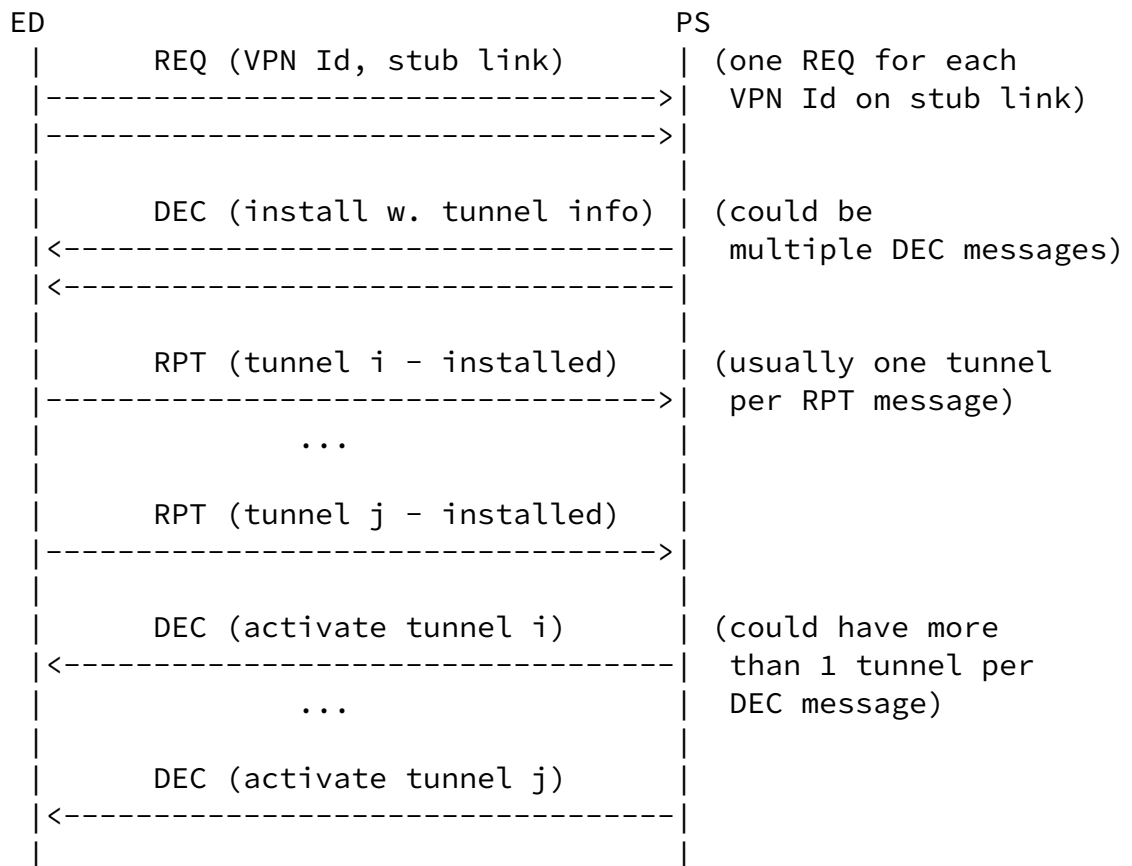 ED PS
REQ (VPN Id, stub link) (one REQ for each
VPN Id on stub link)
DEC (install w. tunnel info) (could be
multiple DEC messages)
RPT (tunnel i - installed) (usually one tunnel
per RPT message)
...
RPT (tunnel j - installed)
DEC (activate tunnel i) (could have more
than 1 tunnel per
... DEC message)
DEC (activate tunnel j)